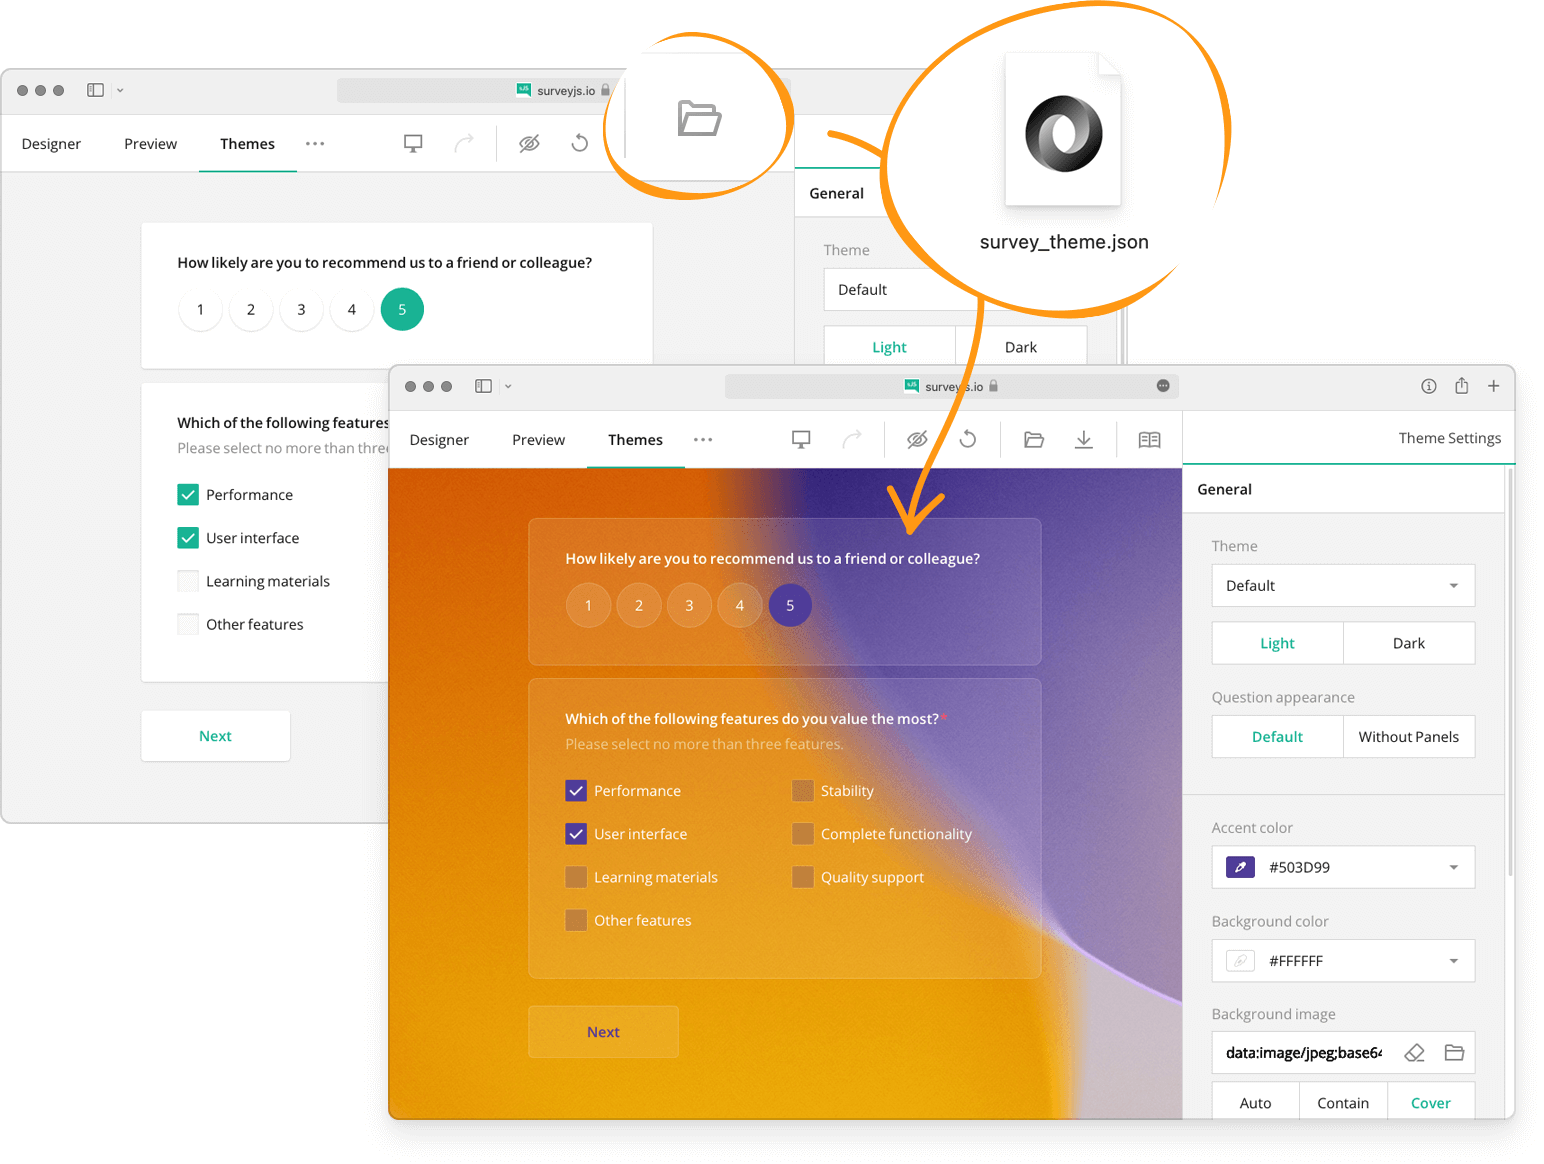 surveyjs.io
Designer
Preview
Themes
General
Theme
Default
Light
Dark
How likely are you to recommend us to a friend or colleague?
1
2
3
4
5
Which of the following features
Please select no more than
Performance
User interface
Learning materials
Other features
Next
survey_theme.json
Designer
Preview
Themes
Theme Settings
How likely are you to recommend us to a friend or colleague?
1
2
3
4
5
Which of the following features do you value the most?*
Please select no more than three features.
Performance
Stability
User interface
Complete functionality
Learning materials
Quality support
Other features
Next
General
Theme
Default
Light
Dark
Question appearance
Default
Without Panels
Accent color
#503D99
Background color
#FFFFFF
Background image
data:image/jpeg;base64
Auto
Contain
Cover